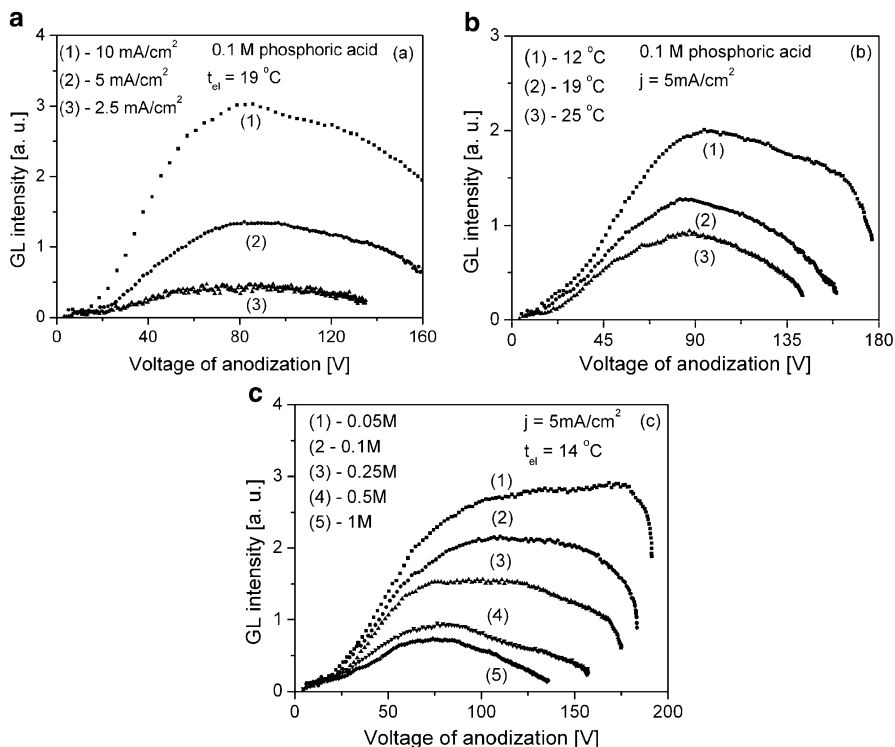 a
(1) - 10 mA/cm²
(2) - 5 mA/cm²
(3) - 2.5 mA/cm²
0.1 M phosphoric acid
t_el = 19 °C
(a)
(1)
(2)
(3)
GL intensity [a. u.]
4
3
2
1
0
0 40 80 120 160
Voltage of anodization [V]
b
(1) - 12 °C
(2) - 19 °C
(3) - 25 °C
0.1 M phosphoric acid
j = 5mA/cm²
(b)
(1)
(2)
(3)
GL intensity [a. u.]
3
2
1
0
0 45 90 135 180
Voltage of anodization [V]
c
(1) - 0.05M
(2 - 0.1M
(3) - 0.25M
(4) - 0.5M
(5) - 1M
j = 5mA/cm²
t_el = 14 °C
(c)
(1)
(2)
(3)
(4)
(5)
GL intensity [a. u.]
4
3
2
1
0
0 50 100 150 200
Voltage of anodization [V]